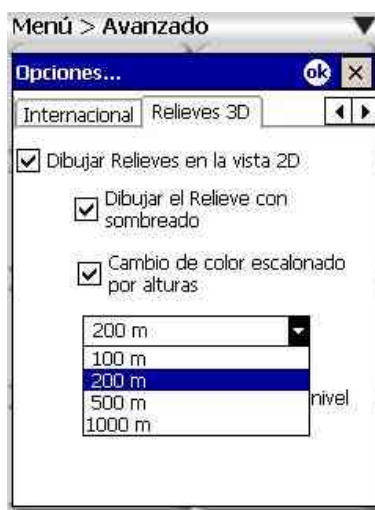 Menú > Avanzado
Opciones... ok
Internacional Relieves 3D
Dibujar Relieves en la vista 2D
Dibujar el Relieve con
sombreado
Cambio de color escalonado
por alturas
200 m
100 m
200 m
500 m
nivel
1000 m